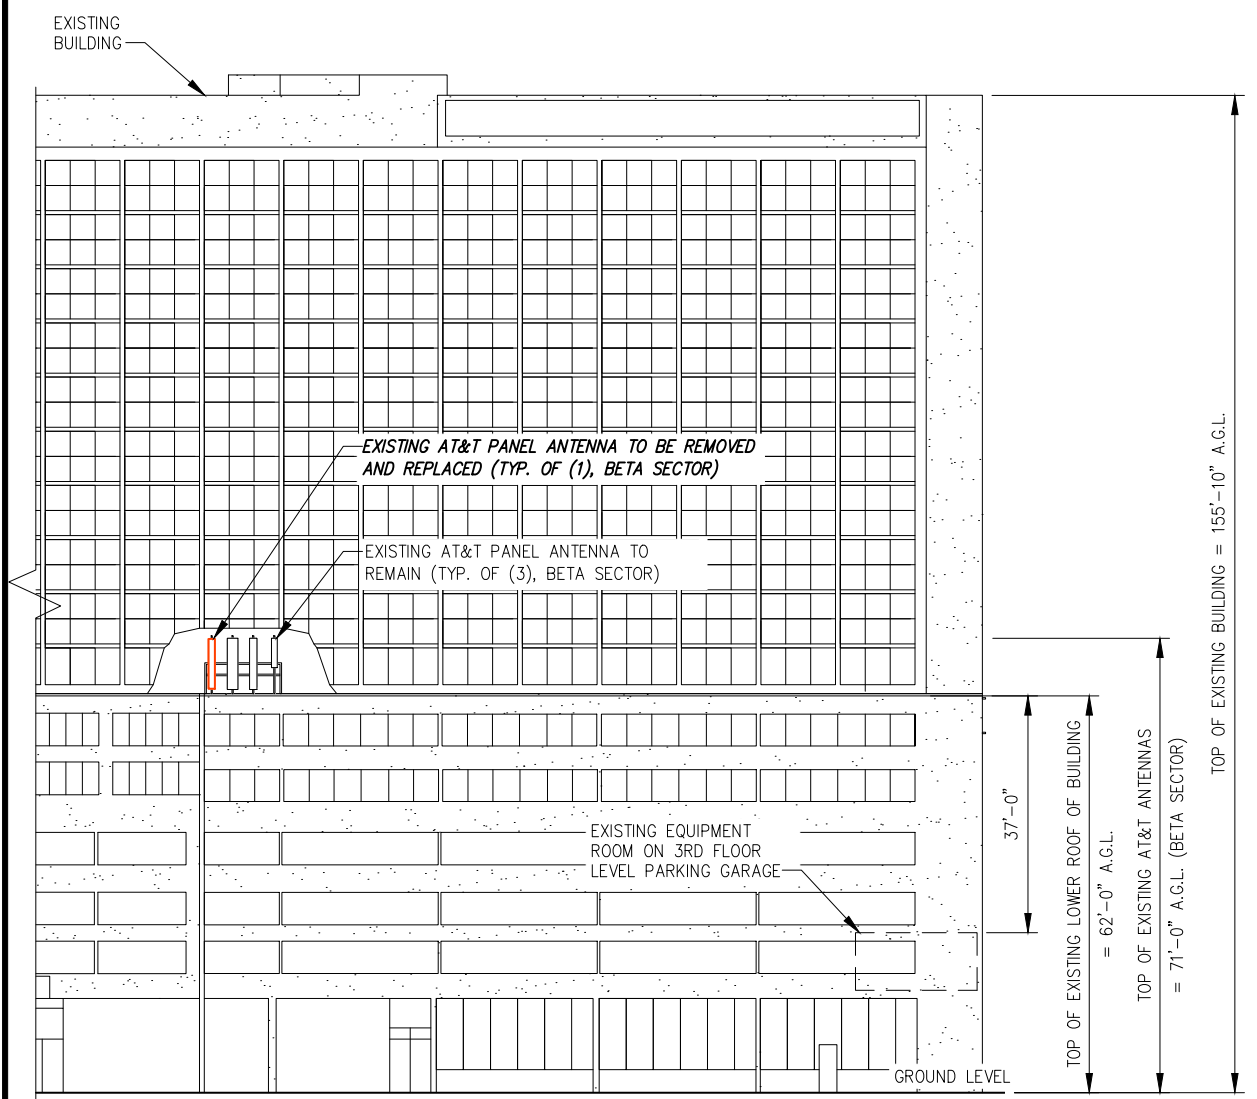 EXISTING
BUILDING
EXISTING AT&T PANEL ANTENNA TO BE REMOVED
AND REPLACED (TYP. OF (1), BETA SECTOR)
EXISTING AT&T PANEL ANTENNA TO
REMAIN (TYP. OF (3), BETA SECTOR)
EXISTING EQUIPMENT
ROOM ON 3RD FLOOR
LEVEL PARKING GARAGE
GROUND LEVEL
37'-0"
TOP OF EXISTING LOWER ROOF OF BUILDING
= 62'-0" A.G.L.
TOP OF EXISTING AT&T ANTENNAS
= 71'-0" A.G.L. (BETA SECTOR)
TOP OF EXISTING BUILDING = 155'-10" A.G.L.